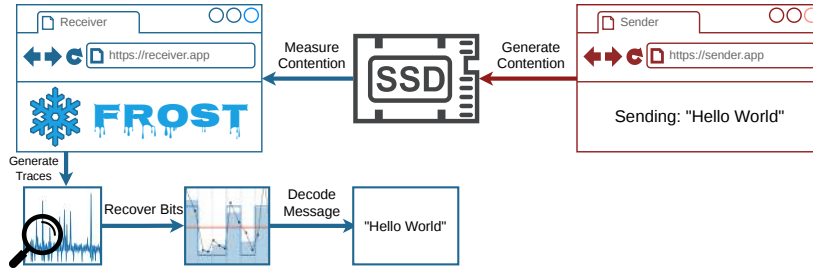 Receiver
https://receiver.app
FROST
Measure
Contention
SSD
Generate
Contention
Sender
https://sender.app
Sending: "Hello World"
Generate
Traces
Recover Bits
Decode
Message
"Hello World"